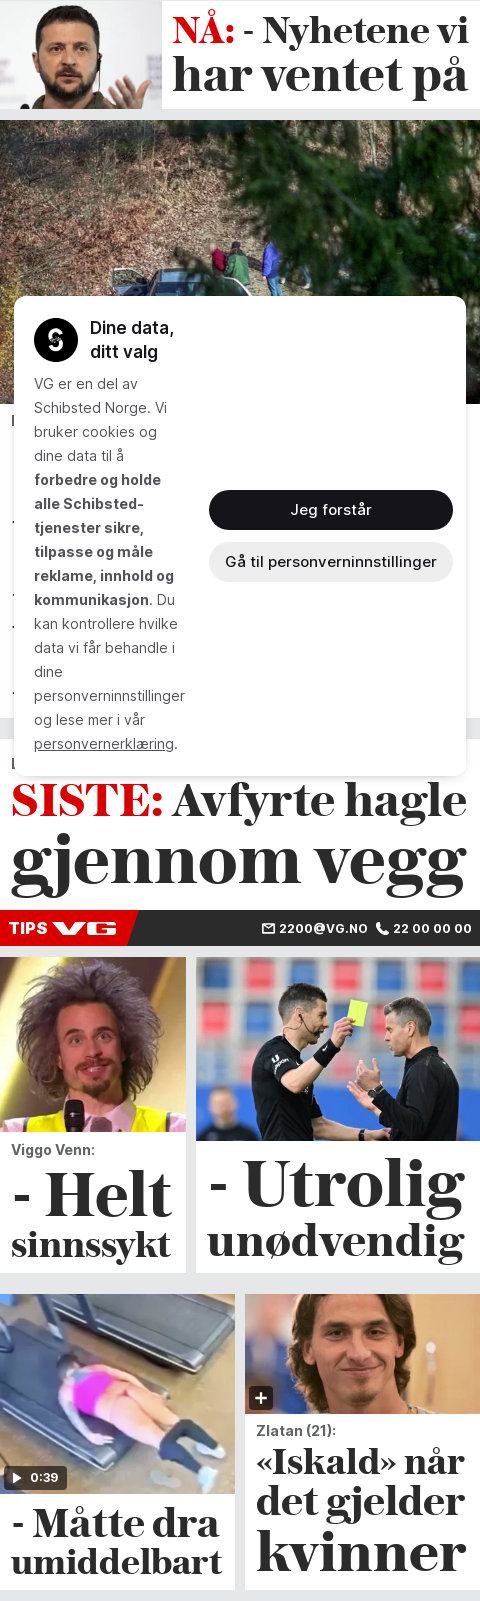 NÅ: - Nyhetene vi
har ventet på
Dine data,
ditt valg
VG er en del av
Schibsted Norge. Vi
bruker cookies og
dine data til å
forbedre og holde
alle Schibsted-
tjenester sikre,
tilpasse og måle
reklame, innhold og
kommunikasjon. Du
kan kontrollere hvilke
data vi får behandle i
dine
personverninnstillinger
og lese mer i vår
personvernerklæring.
Jeg forstår
Gå til personverninnstillinger
SISTE: Avfyrte hagle
gjennom vegg
TIPS VG
2200@VG.NO 22 00 00 00
Viggo Venn:
- Helt
sinnssykt
- Utrolig
unødvendig
0:39
- Måtte dra
umiddelbart
Zlatan (21):
«Iskald» når
det gjelder
kvinner